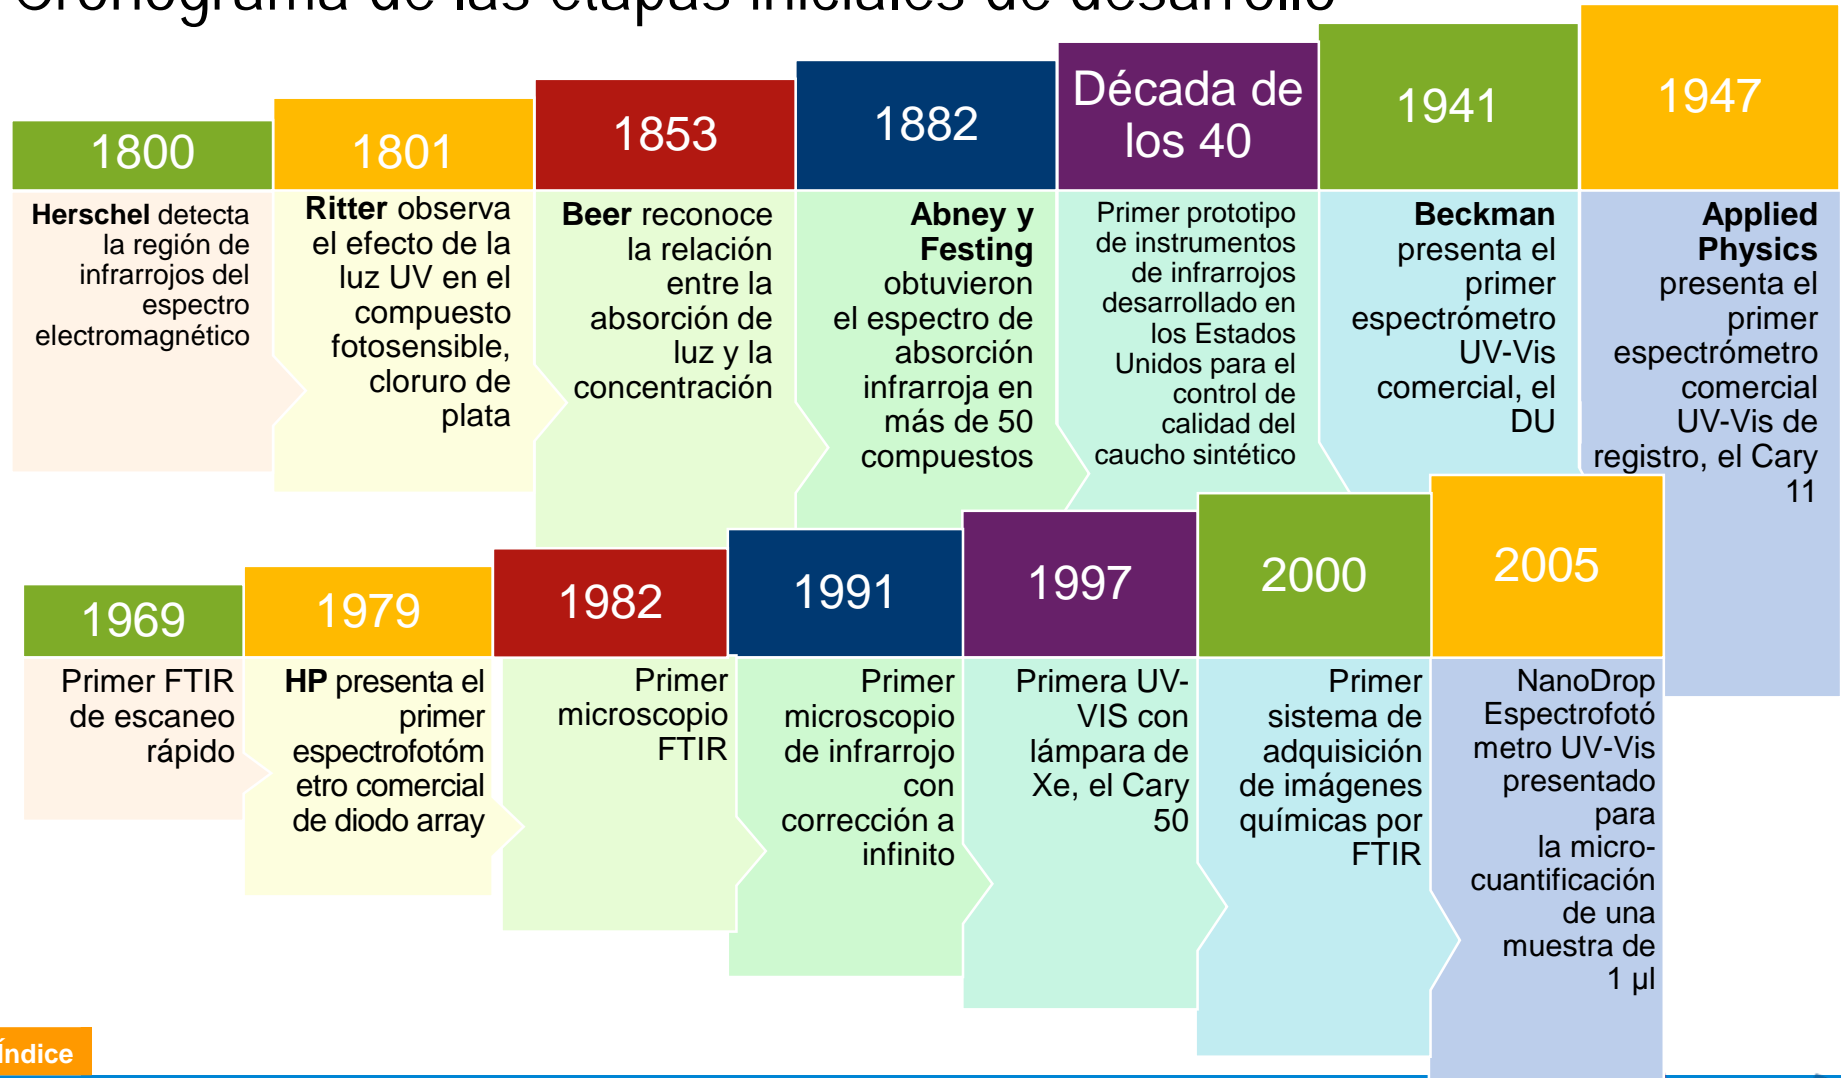 Cronograma de las etapas iniciales de desarrollo
1800
Herschel detecta
la región de
infrarrojos del
espectro
electromagnético
1801
Ritter observa
el efecto de la
luz UV en el
compuesto
fotosensible,
cloruro de
plata
1853
Beer reconoce
la relación
entre la
absorción de
luz y la
concentración
1882
Abney y
Festing
obtuvieron
el espectro de
absorción
infrarroja en
más de 50
compuestos
Década de
los 40
Primer prototipo
de instrumentos
de infrarrojos
desarrollado en
los Estados
Unidos para el
control de
calidad del
caucho sintético
1941
Beckman
presenta el
primer
espectrómetro
UV-Vis
comercial, el
DU
1947
Applied
Physics
presenta el
primer
espectrómetro
comercial
UV-Vis de
registro, el Cary
11
1969
Primer FTIR
de escaneo
rápido
1979
HP presenta el
primer
espectrofotóm
etro comercial
de diodo array
1982
Primer
microscopio
FTIR
1991
Primer
microscopio
de infrarrojo
con
corrección a
infinito
1997
Primera UV-
VIS con
lámpara de
Xe, el Cary
50
2000
Primer
sistema de
adquisición
de imágenes
químicas por
FTIR
2005
NanoDrop
Espectrofotó
metro UV-Vis
presentado
para
la micro-
cuantificación
de una
muestra de
1 µl
Índice